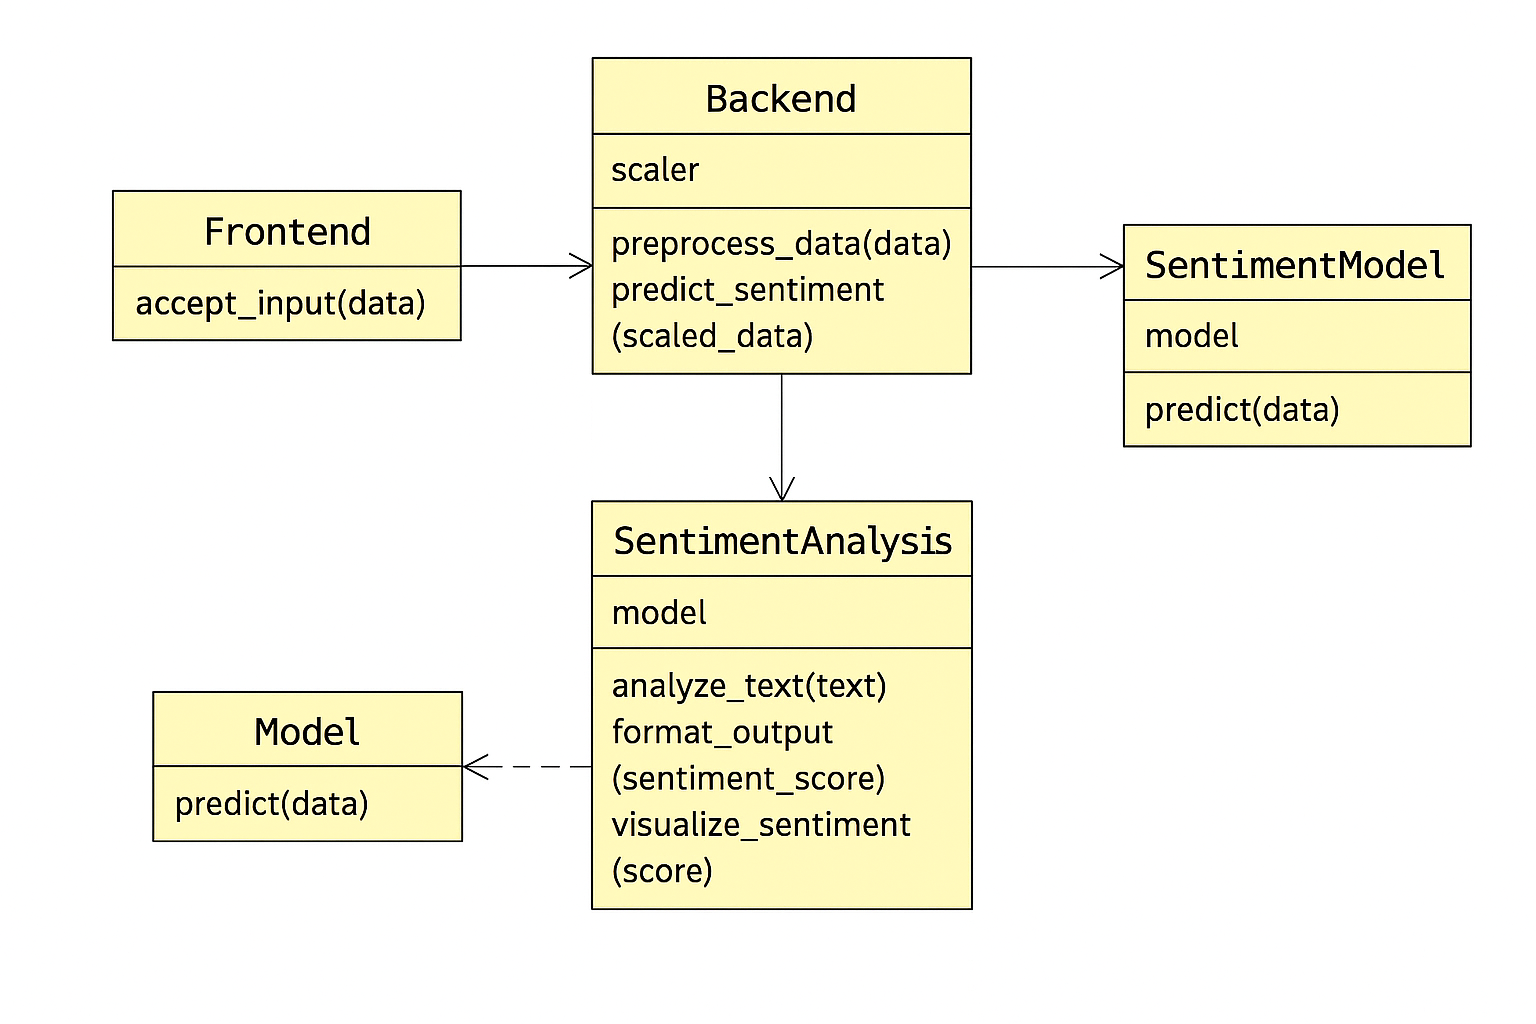 Backend
scaler
preprocess_data(data)
predict_sentiment
(scaled_data)
Frontend
accept_input(data)
SentimentModel
model
predict(data)
SentimentAnalysis
model
analyze_text(text)
format_output
(sentiment_score)
visualize_sentiment
(score)
Model
predict(data)